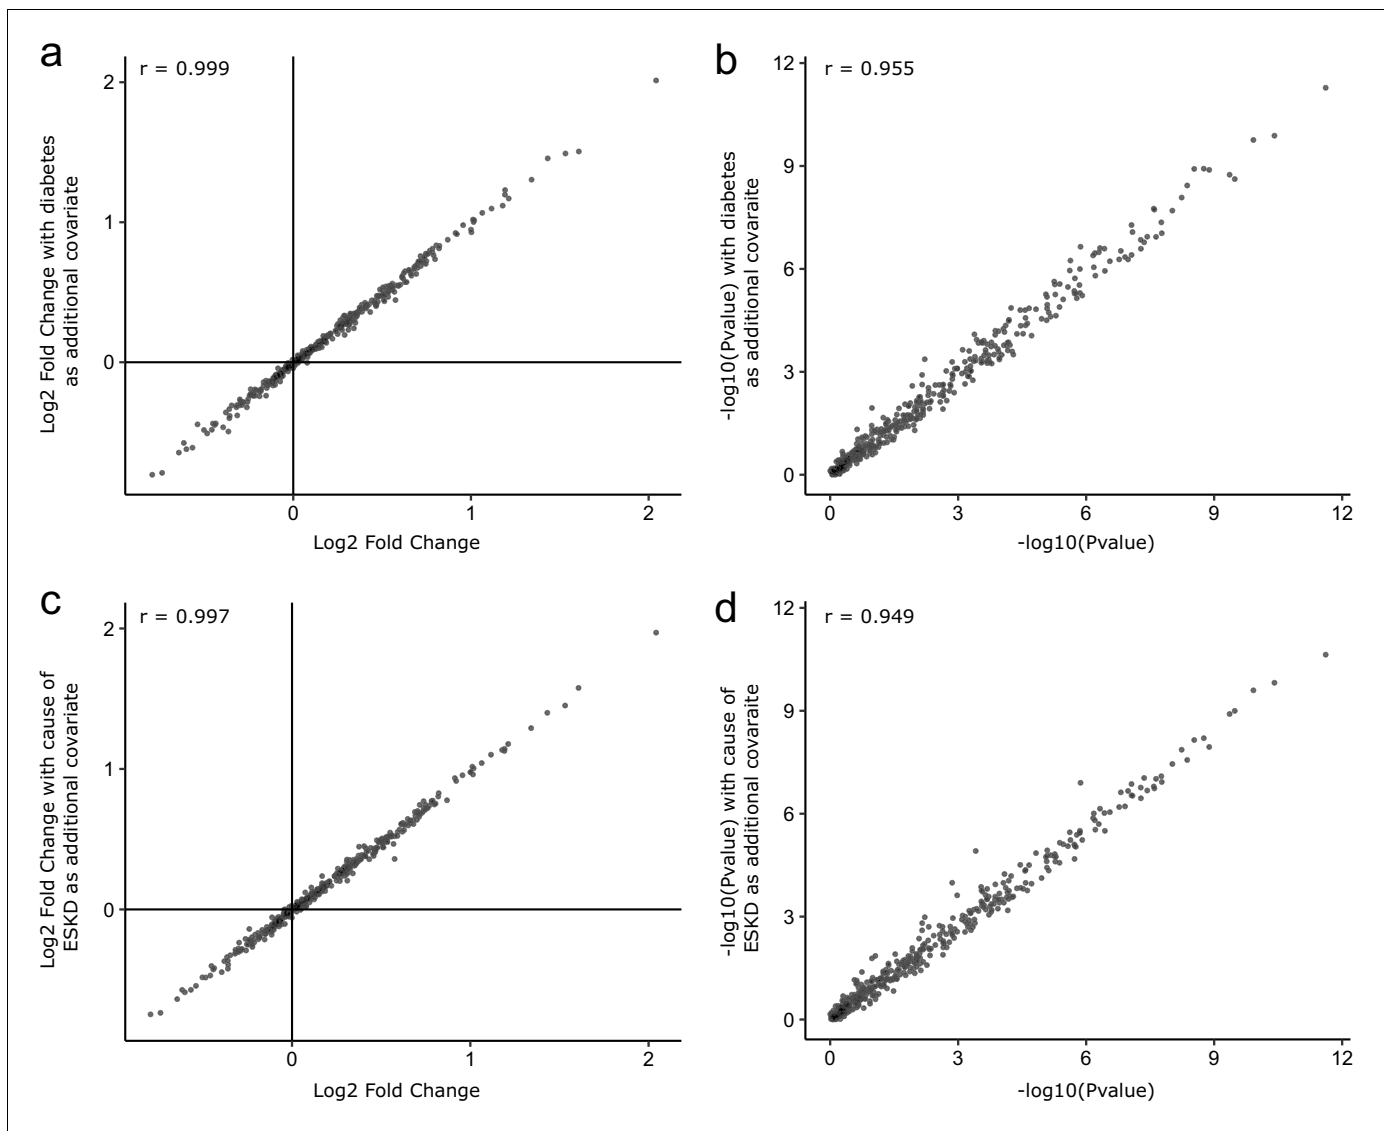 a
r = 0.999
Log2 Fold Change with diabetes
as additional covariate
2
1
0
0 1 2
Log2 Fold Change
b
r = 0.955
-log10(Pvalue) with diabetes
as additional covaraite
12
9
6
3
0
0 3 6 9 12
-log10(Pvalue)
c
r = 0.997
Log2 Fold Change with cause of
ESKD as additional covariate
2
1
0
0 1 2
Log2 Fold Change
d
r = 0.949
-log10(Pvalue) with cause of
ESKD as additional covaraite
12
9
6
3
0
0 3 6 9 12
-log10(Pvalue)